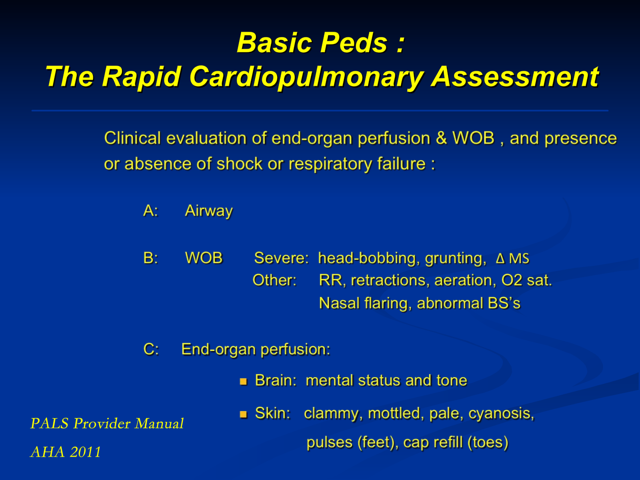 Basic Peds :
The Rapid Cardiopulmonary Assessment
Clinical evaluation of end-organ perfusion & WOB , and presence
or absence of shock or respiratory failure :
A: Airway
B: WOB Severe: head-bobbing, grunting, Δ MS
Other: RR, retractions, aeration, O2 sat.
Nasal flaring, abnormal BS's
C: End-organ perfusion:
■ Brain: mental status and tone
■ Skin: clammy, mottled, pale, cyanosis,
pulses (feet), cap refill (toes)
PALS Provider Manual
AHA 2011